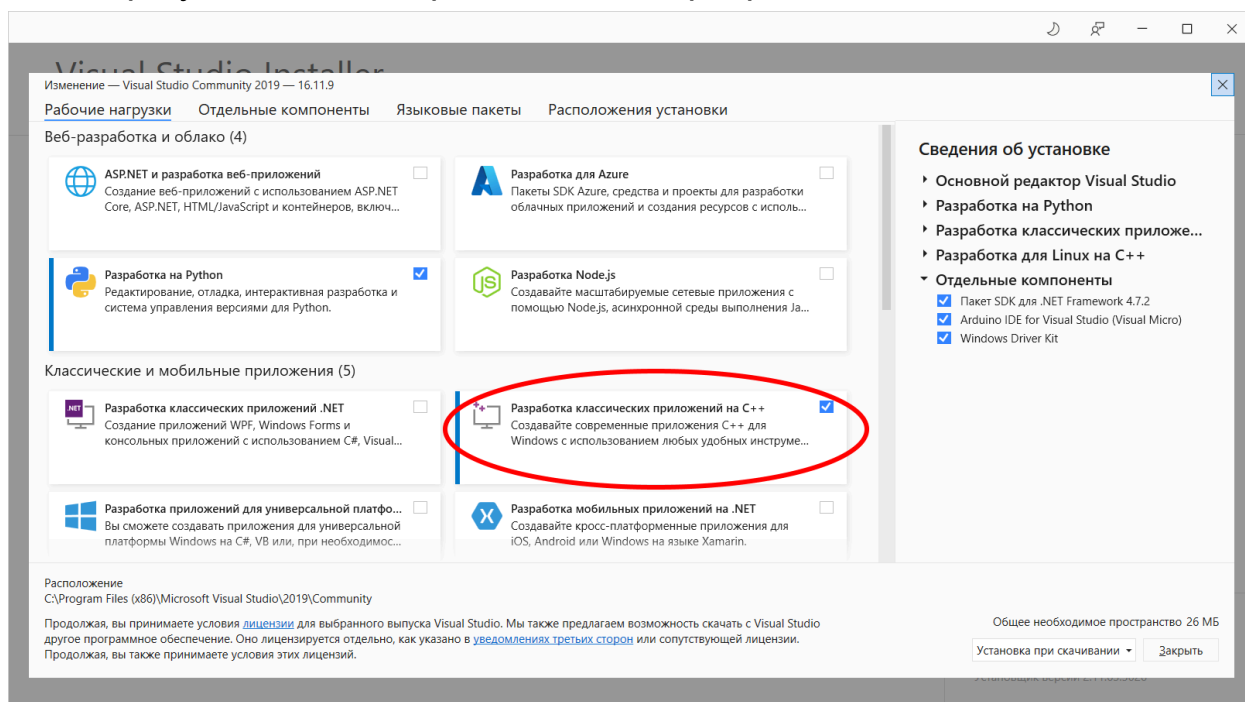 Visual Studio Installer
Изменение — Visual Studio Community 2019 — 16.11.9
Рабочие нагрузки Отдельные компоненты Языковые пакеты Расположения установки
Веб-разработка и облако (4)
ASP.NET и разработка веб-приложений
Создание веб-приложений с использованием ASP.NET
Core, ASP.NET, HTML/JavaScript и контейнеров, включ...
Разработка для Azure
Пакеты SDK Azure, средства и проекты для разработки
облачных приложений и создания ресурсов с исполь...
Разработка на Python
Редактирование, отладка, интерактивная разработка и
система управления версиями для Python.
Разработка Node.js
Создавайте масштабируемые сетевые приложения с
помощью Node.js, асинхронной среды выполнения Ja...
Классические и мобильные приложения (5)
.NET
Разработка классических приложений .NET
Создание приложений WPF, Windows Forms и
консольных приложений с использованием C#, Visual...
Разработка классических приложений на C++
Создавайте современные приложения C++ для
Windows с использованием любых удобных инструме...
Разработка приложений для универсальной платфо...
Вы сможете создавать приложения для универсальной
платформы Windows на C#, VB или, при необходимос...
Разработка мобильных приложений на .NET
Создавайте кросс-платформенные приложения для
iOS, Android или Windows на языке Xamarin.
Сведения об установке
Основной редактор Visual Studio
Разработка на Python
Разработка классических приложе...
Разработка для Linux на C++
Отдельные компоненты
Пакет SDK для .NET Framework 4.7.2
Arduino IDE for Visual Studio (Visual Micro)
Windows Driver Kit
Расположение
C:\Program Files (x86)\Microsoft Visual Studio\2019\Community
Продолжая, вы принимаете условия лицензии для выбранного выпуска Visual Studio. Мы также предлагаем возможность скачать с Visual Studio
другое программное обеспечение. Оно лицензируется отдельно, как указано в уведомлениях третьих сторон или сопутствующей лицензии.
Продолжая, вы также принимаете условия этих лицензий.
Общее необходимое пространство 26 МБ
Установка при скачивании
Закрыть